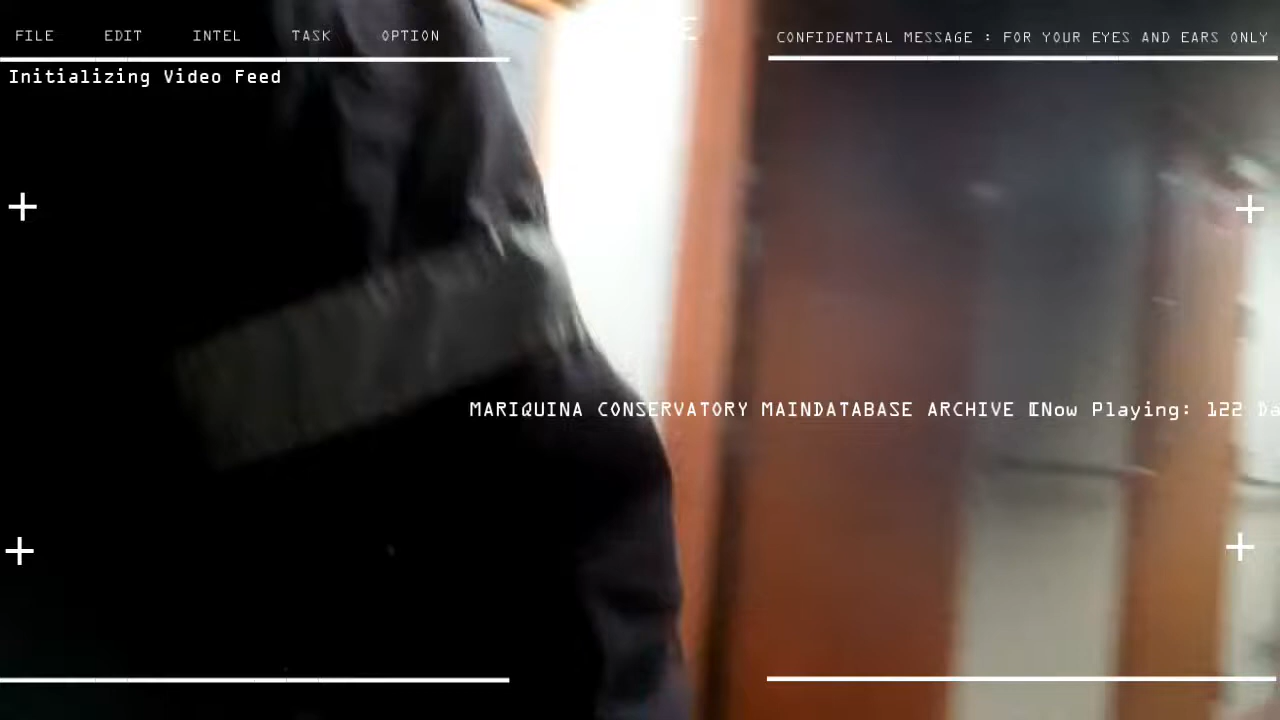 FILE EDIT INTEL TASK OPTION
CONFIDENTIAL MESSAGE : FOR YOUR EYES AND EARS ONLY
Initializing Video Feed
MARIQUINA CONSERVATORY MAINDATABASE ARCHIVE Now Playing: 122